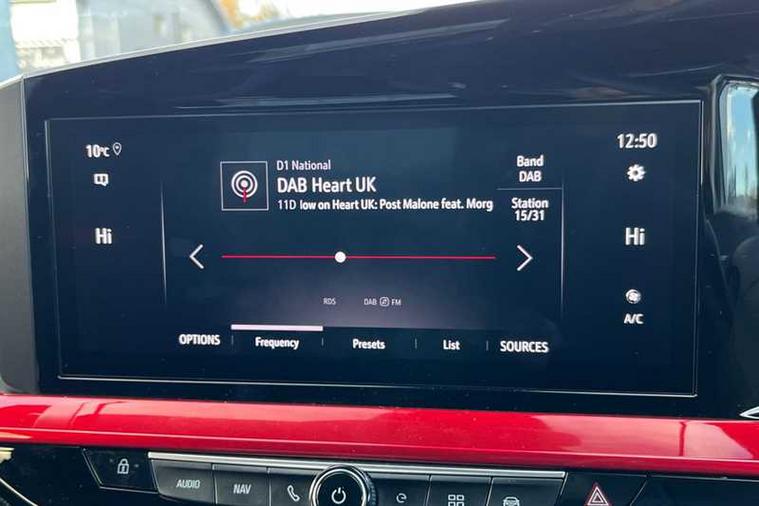 10°C
12:50
D1 National
DAB Heart UK
11D low on Heart UK: Post Malone feat. Morg
Band
DAB
Station
15/31
Hi
Hi
RDS
DAB
FM
A/C
OPTIONS
Frequency
Presets
List
SOURCES
AUDIO
NAV